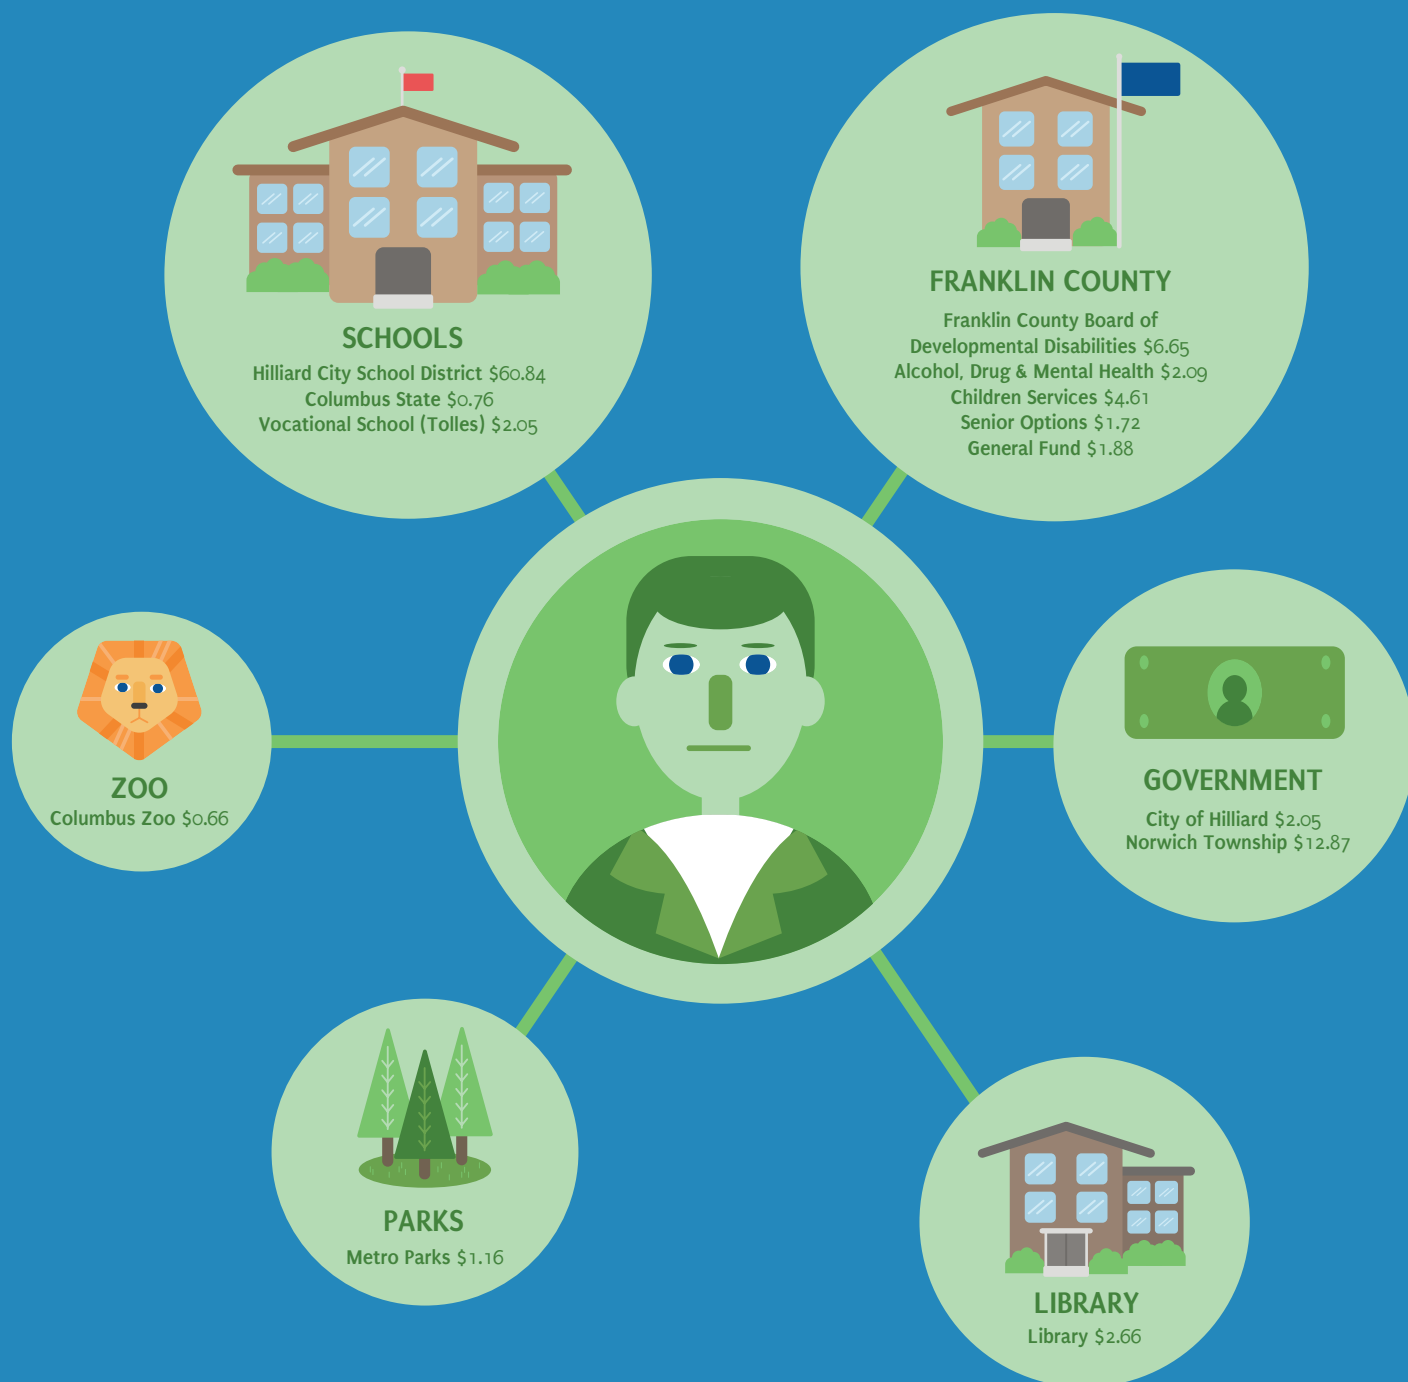 SCHOOLS
Hilliard City School District $60.84
Columbus State $0.76
Vocational School (Tolles) $2.05
FRANKLIN COUNTY
Franklin County Board of
Developmental Disabilities $6.65
Alcohol, Drug & Mental Health $2.09
Children Services $4.61
Senior Options $1.72
General Fund $1.88
ZOO
Columbus Zoo $0.66
GOVERNMENT
City of Hilliard $2.05
Norwich Township $12.87
PARKS
Metro Parks $1.16
LIBRARY
Library $2.66